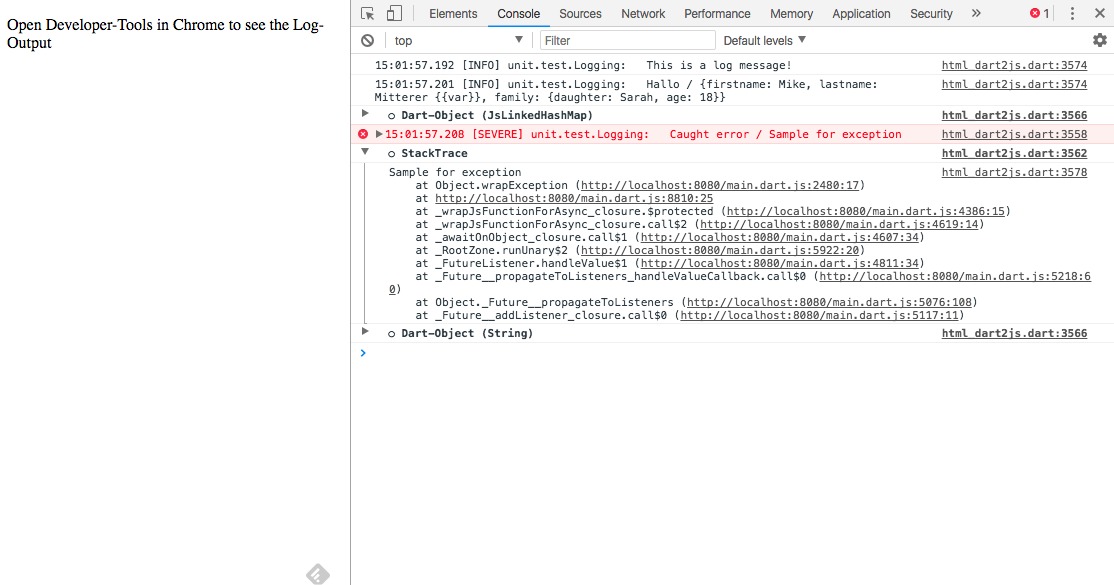 Open Developer-Tools in Chrome to see the Log-
Output
Elements Console Sources Network Performance Memory Application Security » 1
top Filter Default levels
15:01:57.192 [INFO] unit.test.Logging: This is a log message! html_dart2js.dart:3574
15:01:57.201 [INFO] unit.test.Logging: Hallo / {firstname: Mike, lastname: html_dart2js.dart:3574
Mitterer {{var}}, family: {daughter: Sarah, age: 18}}
Dart-Object (JsLinkedHashMap) html_dart2js.dart:3566
15:01:57.208 [SEVERE] unit.test.Logging: Caught error / Sample for exception html_dart2js.dart:3558
StackTrace html_dart2js.dart:3562
Sample for exception html_dart2js.dart:3578
at Object.wrapException (http://localhost:8080/main.dart.js:2480:17)
at http://localhost:8080/main.dart.js:8810:25
at _wrapJsFunctionForAsync_closure.$protected (http://localhost:8080/main.dart.js:4386:15)
at _wrapJsFunctionForAsync_closure.call$2 (http://localhost:8080/main.dart.js:4619:14)
at _awaitOnObject_closure.call$1 (http://localhost:8080/main.dart.js:4607:34)
at _RootZone.runUnary$2 (http://localhost:8080/main.dart.js:5922:20)
at _FutureListener.handleValue$1 (http://localhost:8080/main.dart.js:4811:34)
at _Future__propagateToListeners_handleValueCallback.call$0 (http://localhost:8080/main.dart.js:5218:6
0)
at Object._Future__propagateToListeners (http://localhost:8080/main.dart.js:5076:108)
at _Future__addListener_closure.call$0 (http://localhost:8080/main.dart.js:5117:11)
Dart-Object (String) html_dart2js.dart:3566